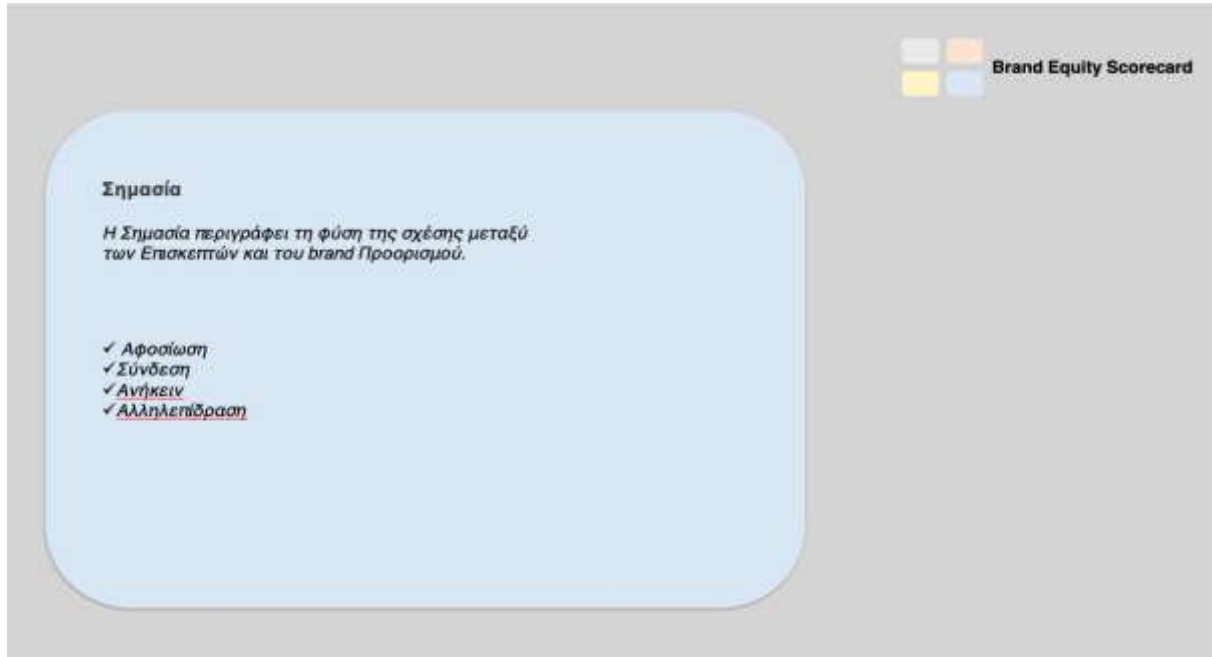 Brand Equity Scorecard
Σημασία
Η Σημασία περιγράφει τη φύση της σχέσης μεταξύ
των Επισκεπτών και του brand Προορισμού.
✓ Αφοσίωση
✓Σύνδεση
✓Ανήκειν
✓Αλληλεπίδραση